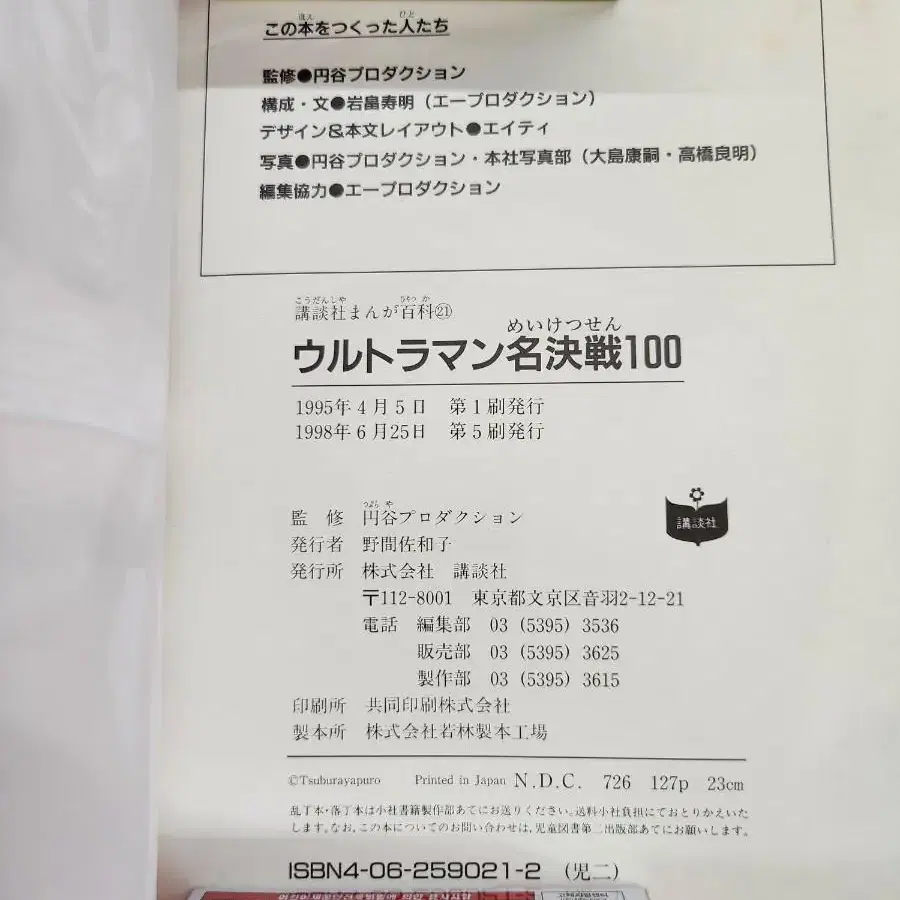 この本をつくった人たち
監修●円谷プロダクション
構成・文●岩畠寿明（エープロダクション）
デザイン&本文レイアウト●エイティ
写真●円谷プロダクション・本社写真部（大島康嗣・高橋良明）
編集協力●エープロダクション
こうだんしゃ
講談社まんが百科㉑
めいけつせん
ウルトラマン名決戦100
1995年4月5日 第1刷発行
1998年6月25日 第5刷発行
つぶらや
監修 円谷プロダクション
発行者 野間佐和子
発行所 株式会社 講談社
〒112-8001 東京都文京区音羽2-12-21
電話 編集部 03 (5395) 3536
販売部 03 (5395) 3625
製作部 03 (5395) 3615
講談社
印刷所 共同印刷株式会社
製本所 株式会社若林製本工場
©Tsuburayapuro Printed in Japan N.D.C. 726 127p 23cm
乱丁本・落丁本は小社書籍製作部あてにお送りください。送料小社負担にておとりかえいた
します。なお、この本についてのお問い合わせは、児童図書第二出版部あてにお願いします。
ISBN4-06-259021-2（児二）